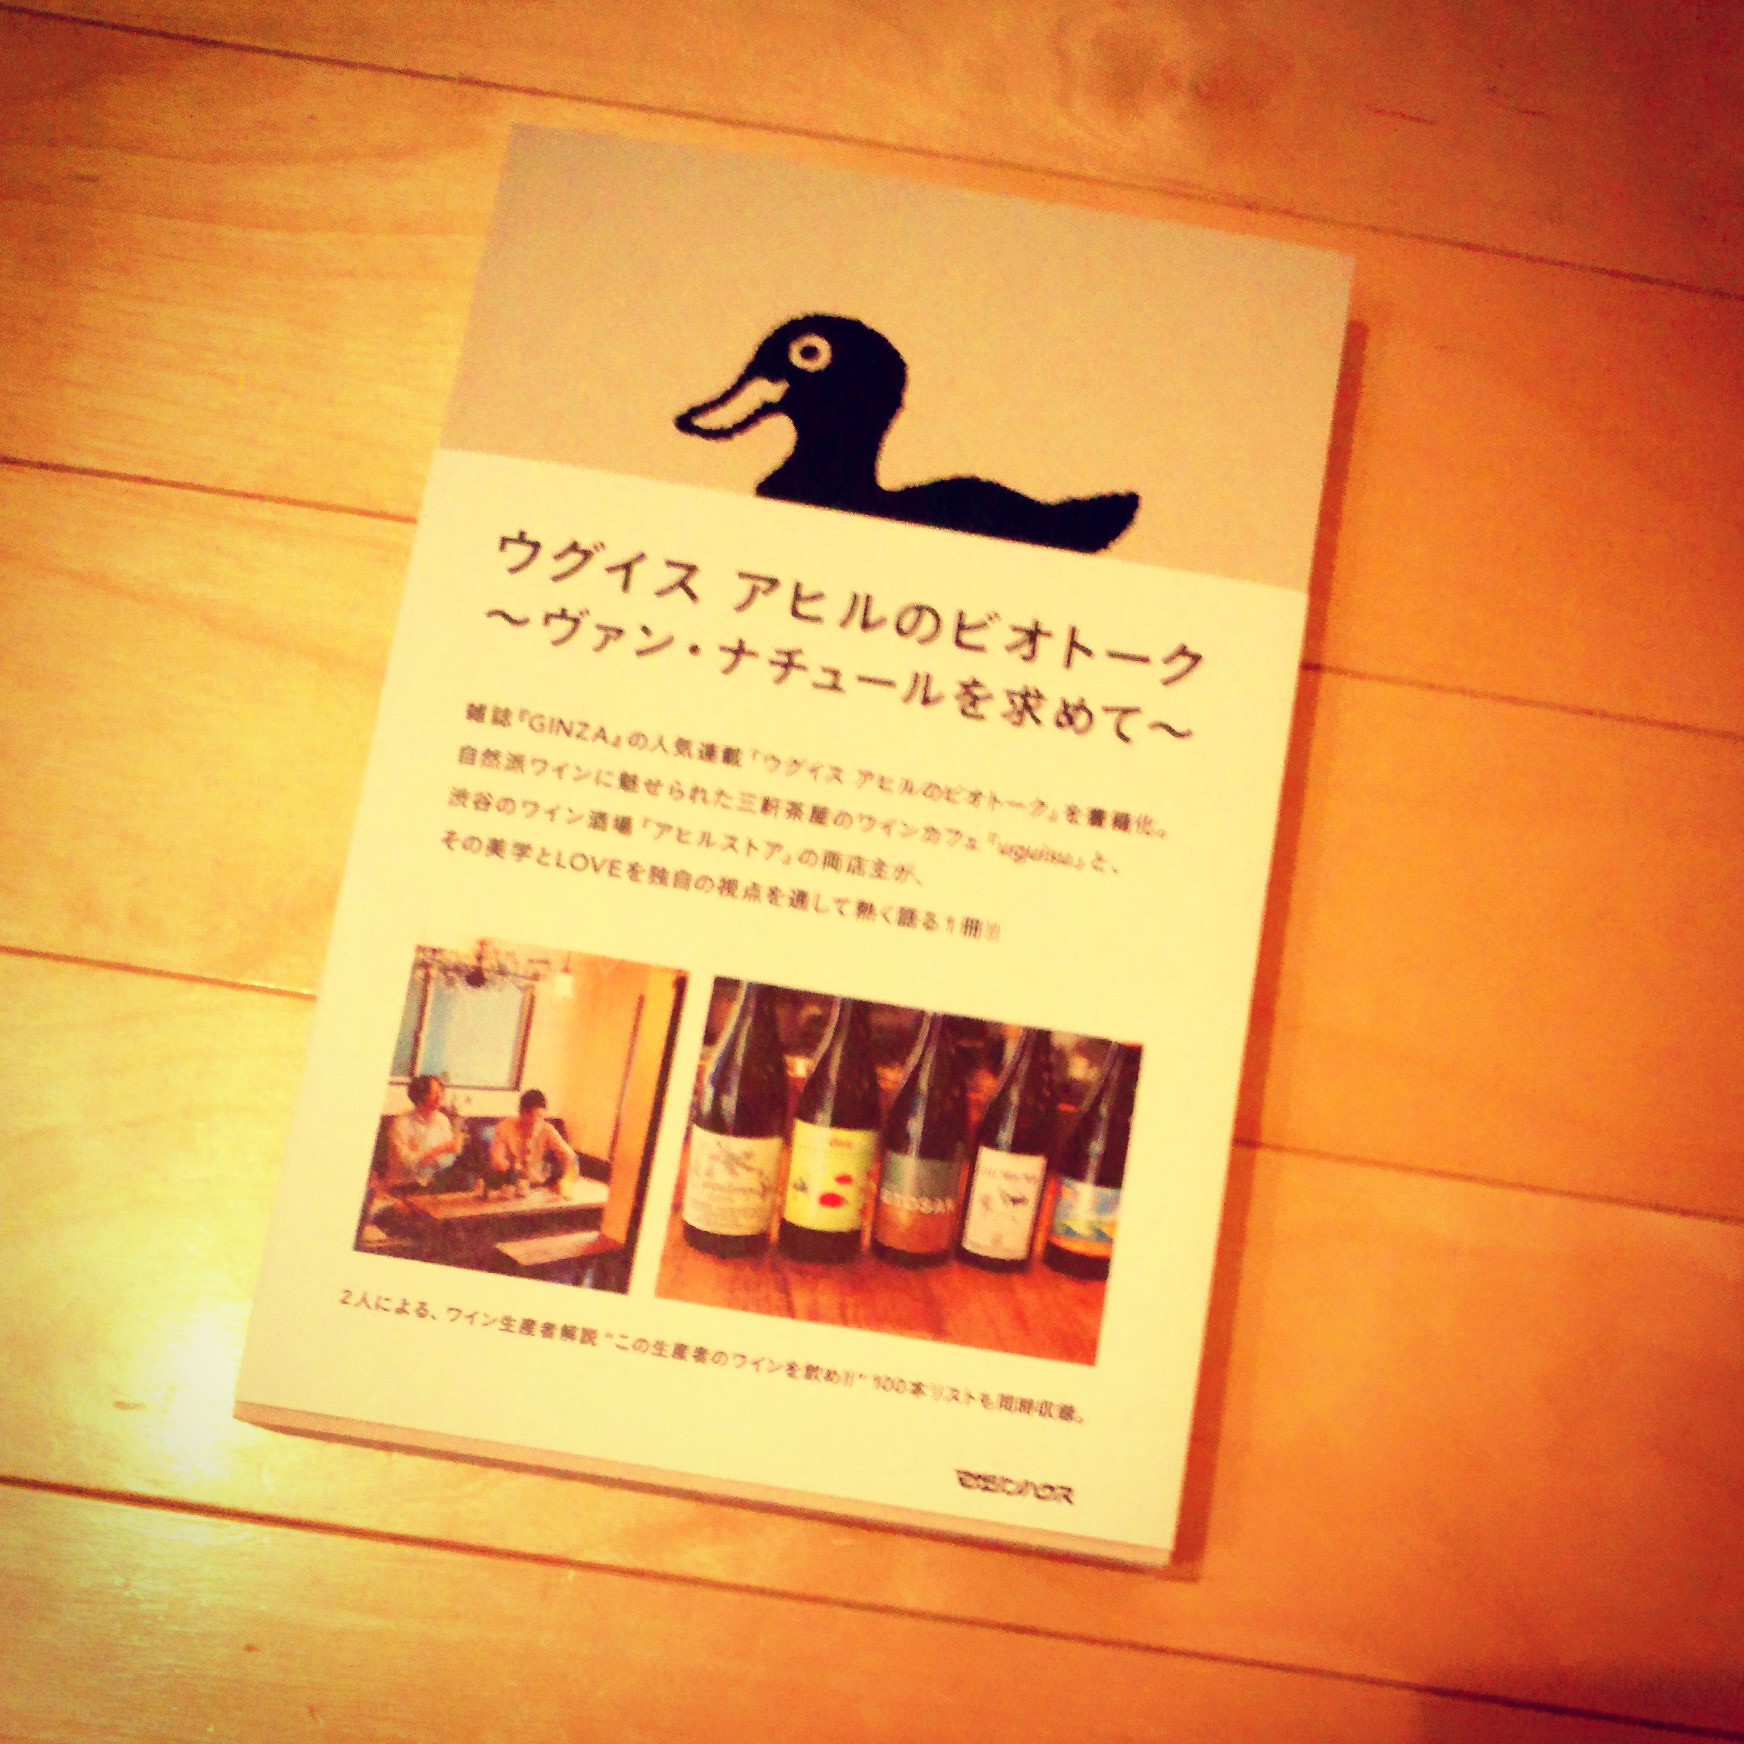 ウグイス アヒルのビオトーク
〜ヴァン・ナチュールを求めて〜
雑誌『GINZA』の人気連載『ウグイス アヒルのビオトーク』を書籍化。
自然派ワインに魅せられた三軒茶屋のワインカフェ『uguisu』と、
渋谷のワイン酒場『アヒルストア』の両店主が、
その美学とLOVEを独自の視点を通して熱く語る1冊!!
2人による、ワイン生産者解説“この生産者のワインを飲め!!”100本リストも同時収録。
マガジンハウス